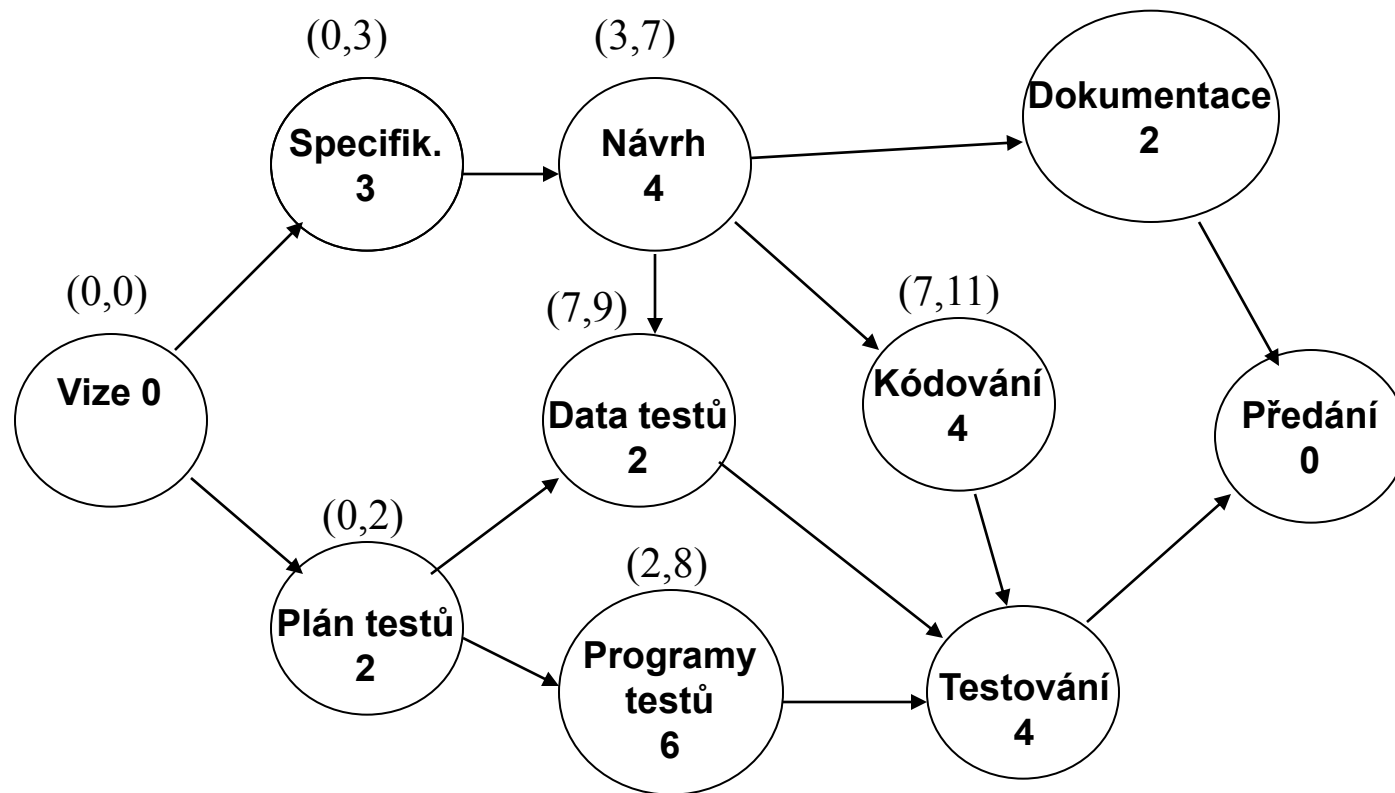 (0,3)
(3,7)
Dokumentace
2
Specifik.
3
Návrh
4
(0,0)
(7,9)
(7,11)
Vize 0
Data testů
2
Kódování
4
Předání
0
(0,2)
(2,8)
Plán testů
2
Programy
testů
6
Testování
4